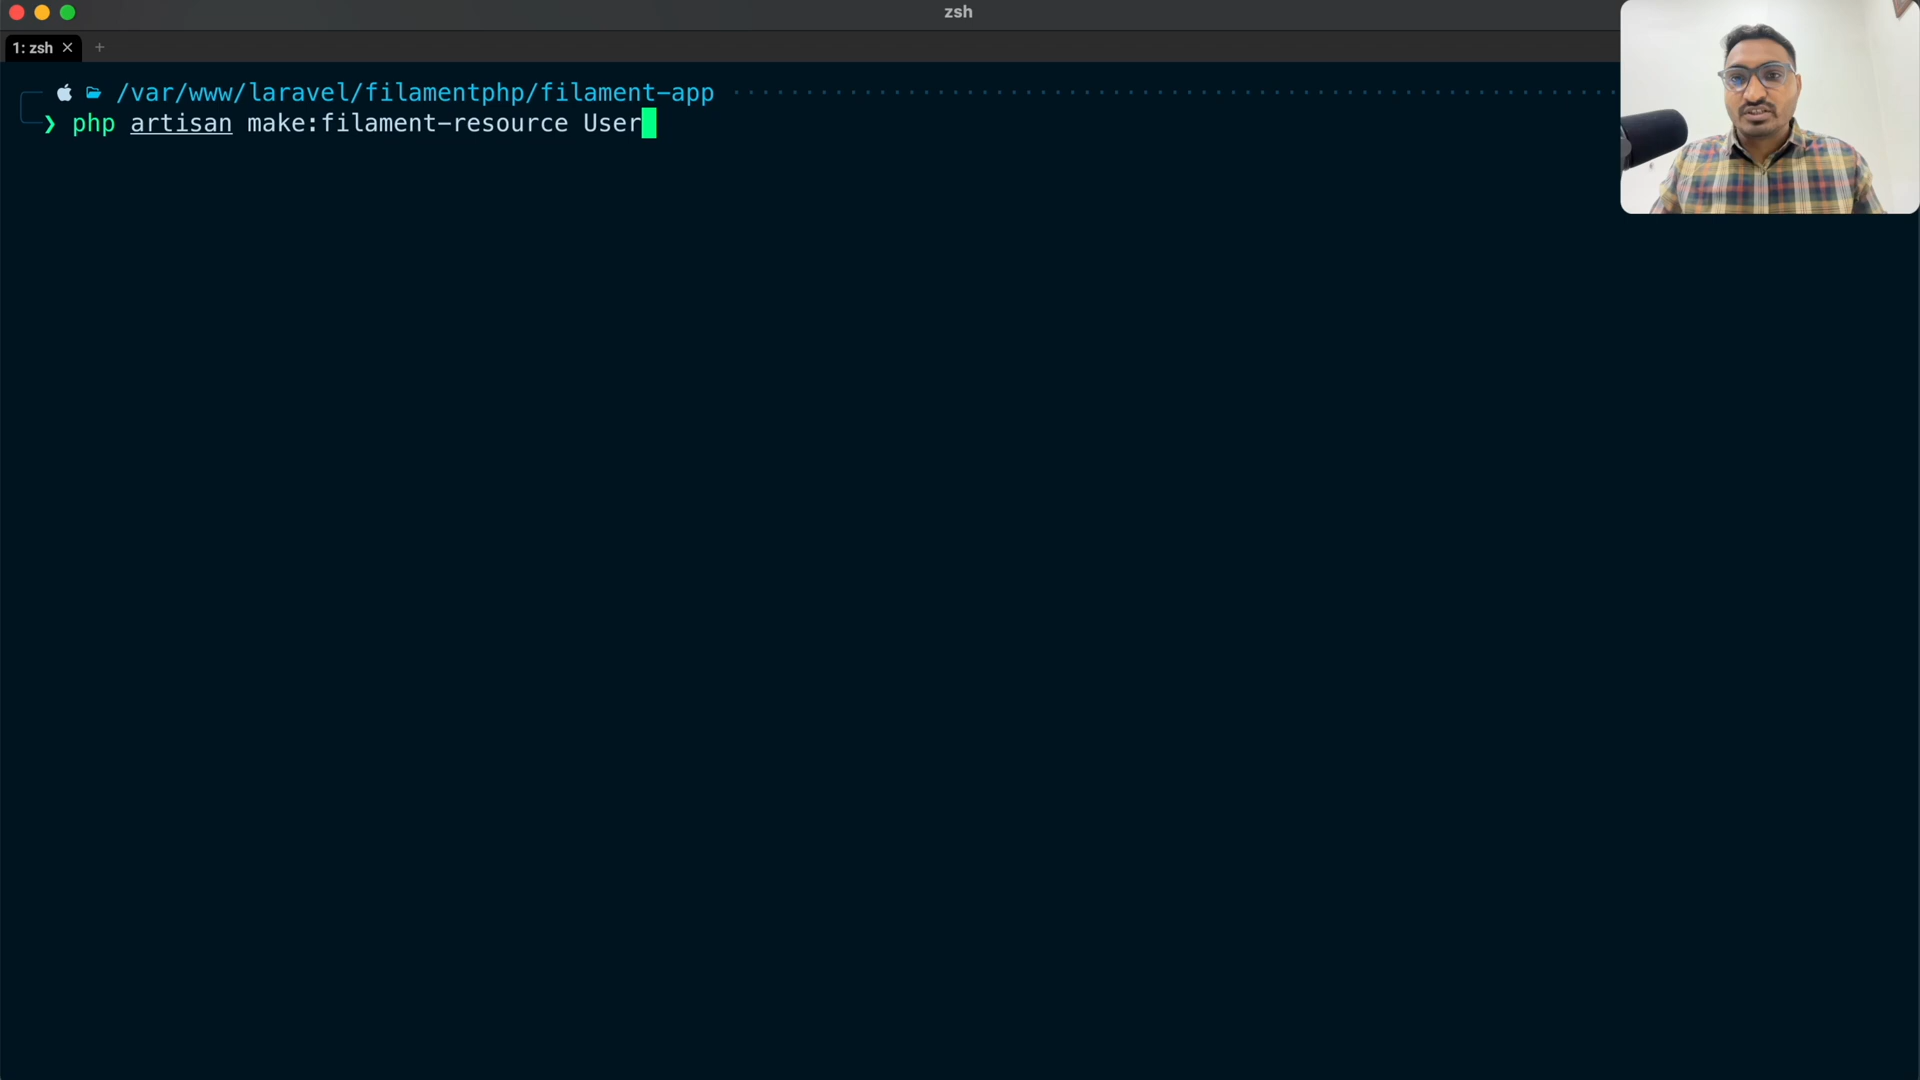 zsh
1: zsh × +
/var/www/laravel/filamentphp/filament-app
❯ php artisan make:filament-resource User